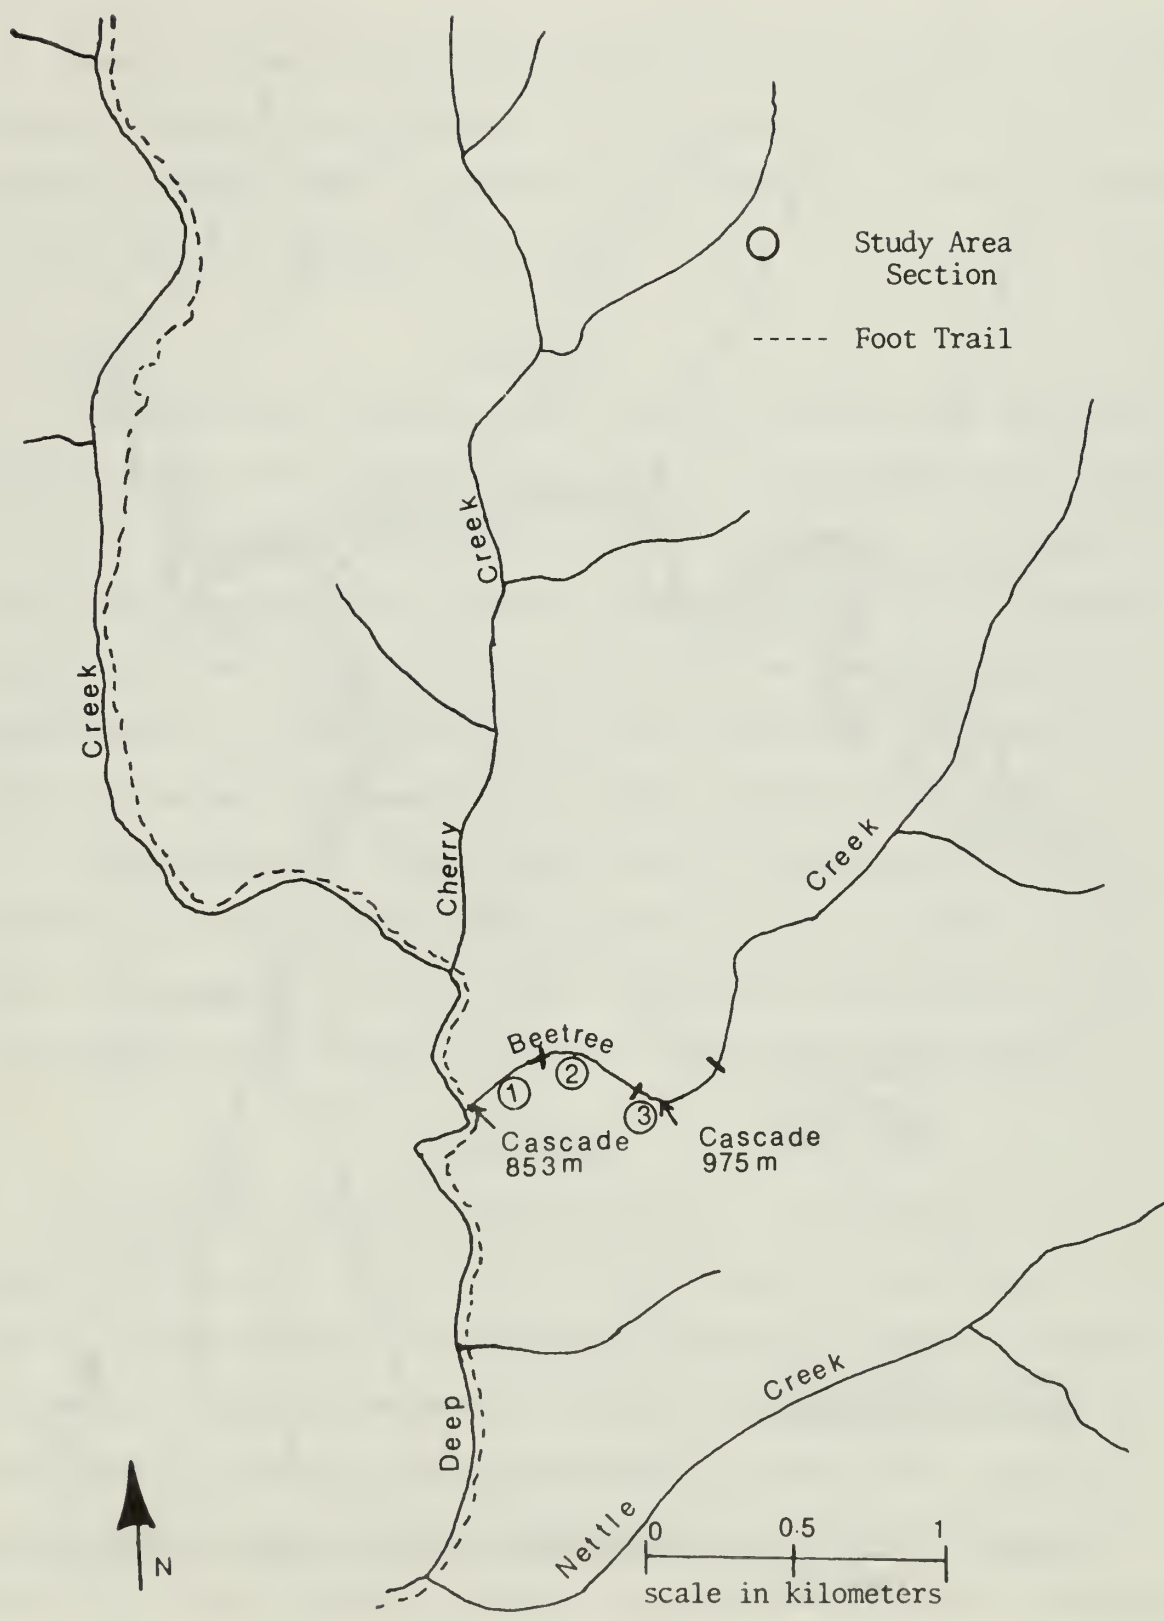 Study Area
Section
Foot Trail
Creek
Creek
Cherry
Creek
Beetree
1
2
3
Cascade
853 m
Cascade
975 m
Creek
Deep
Nettle
0 0.5 1
scale in kilometers
N